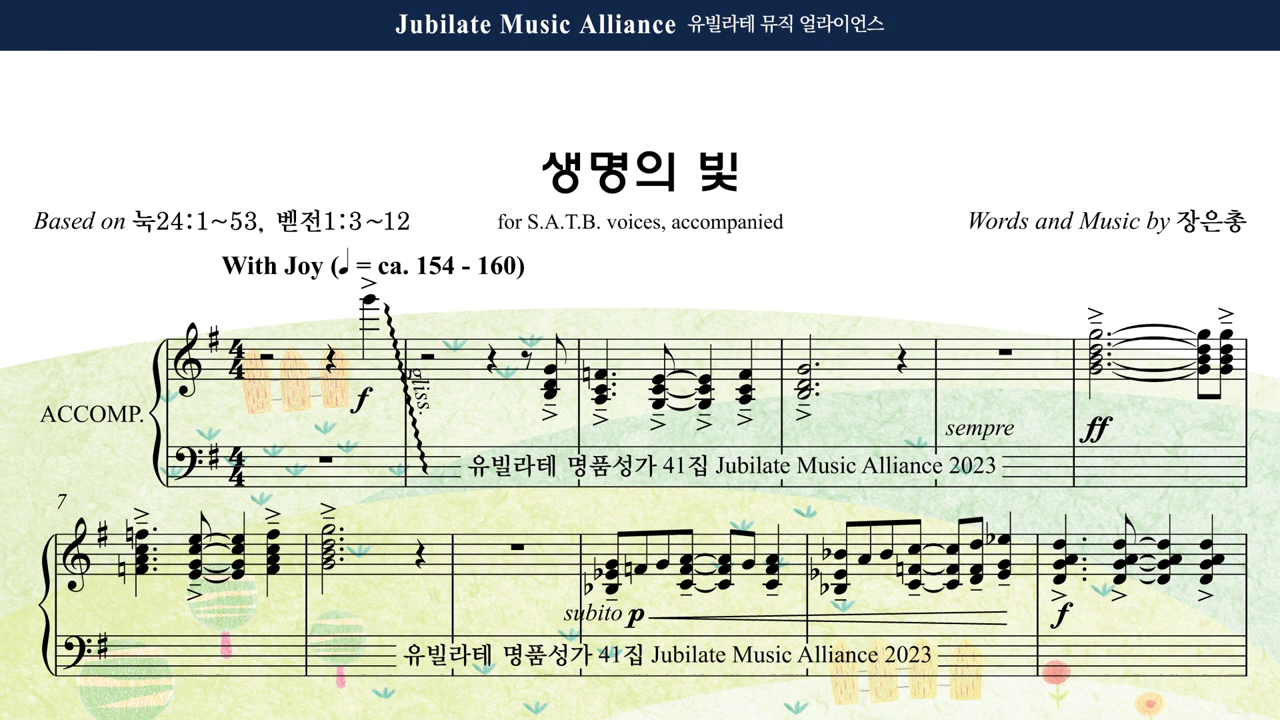 Jubilate Music Alliance 유빌라테 뮤직 얼라이언스
생명의 빛
Based on 눅24:1~53, 벧전1:3~12
for S.A.T.B. voices, accompanied
Words and Music by 장은총
With Joy (♩ = ca. 154 - 160)
ACCOMP.
4 4
4 4
f
gliss.
sempre
ff
유빌라테 명품성가 41집 Jubilate Music Alliance 2023
7
subito p
f
유빌라테 명품성가 41집 Jubilate Music Alliance 2023